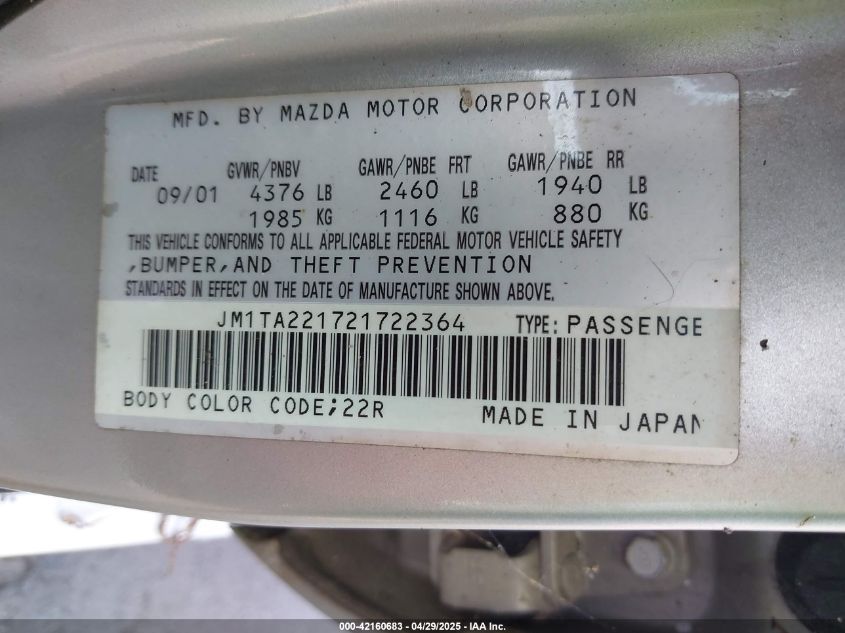 MFD. BY MAZDA MOTOR CORPORATION
DATE GVWR/PNBV GAWR/PNBE FRT GAWR/PNBE RR
09/01 4376 LB 2460 LB 1940 LB
1985 KG 1116 KG 880 KG
THIS VEHICLE CONFORMS TO ALL APPLICABLE FEDERAL MOTOR VEHICLE SAFETY
,BUMPER,AND THEFT PREVENTION
STANDARDS IN EFFECT ON THE DATE OF MANUFACTURE SHOWN ABOVE.
JM1TA221721722364 TYPE: PASSENGE
BODY COLOR CODE;22R MADE IN JAPAN
000-42160683 - 04/29/2025 - IAA Inc.